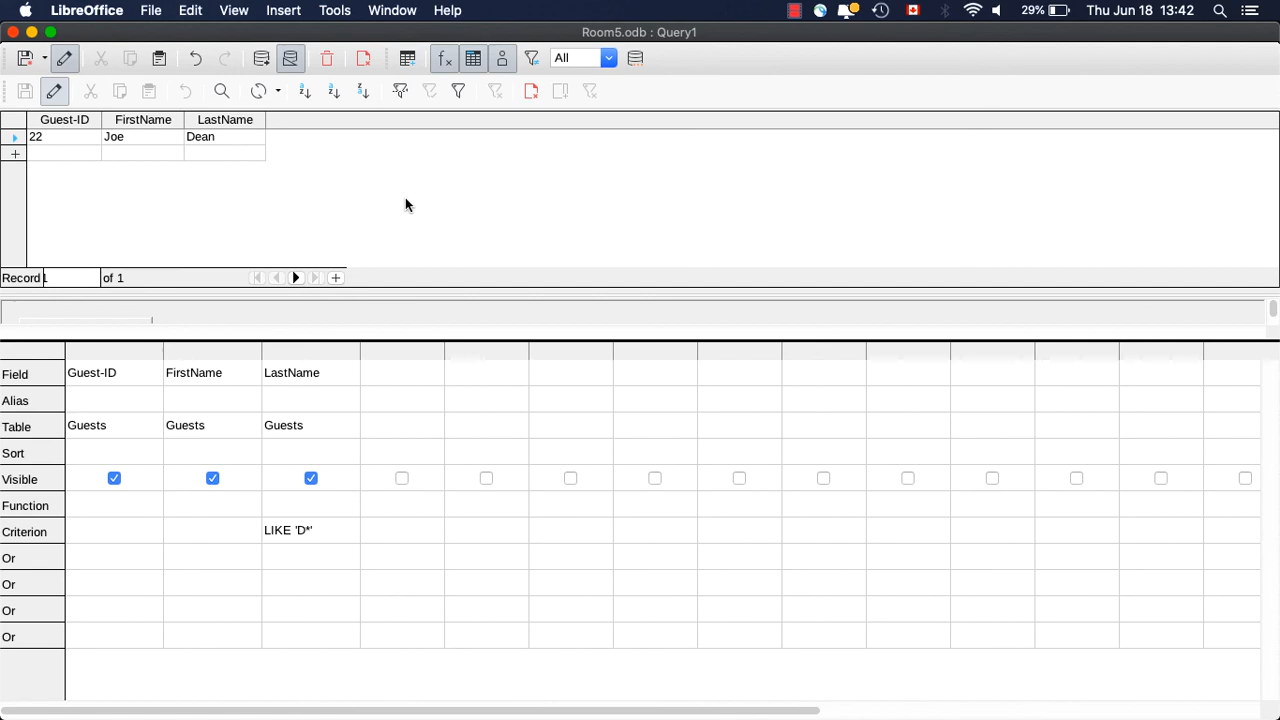 LibreOffice File Edit View Insert Tools Window Help 29% Thu Jun 18 13:42
Room5.odb : Query1
fx All
Guest-ID FirstName LastName
22 Joe Dean
Record 1 of 1
Field Guest-ID FirstName LastName
Alias
Table Guests Guests Guests
Sort
Visible
Function
Criterion LIKE 'D*'
Or
Or
Or
Or